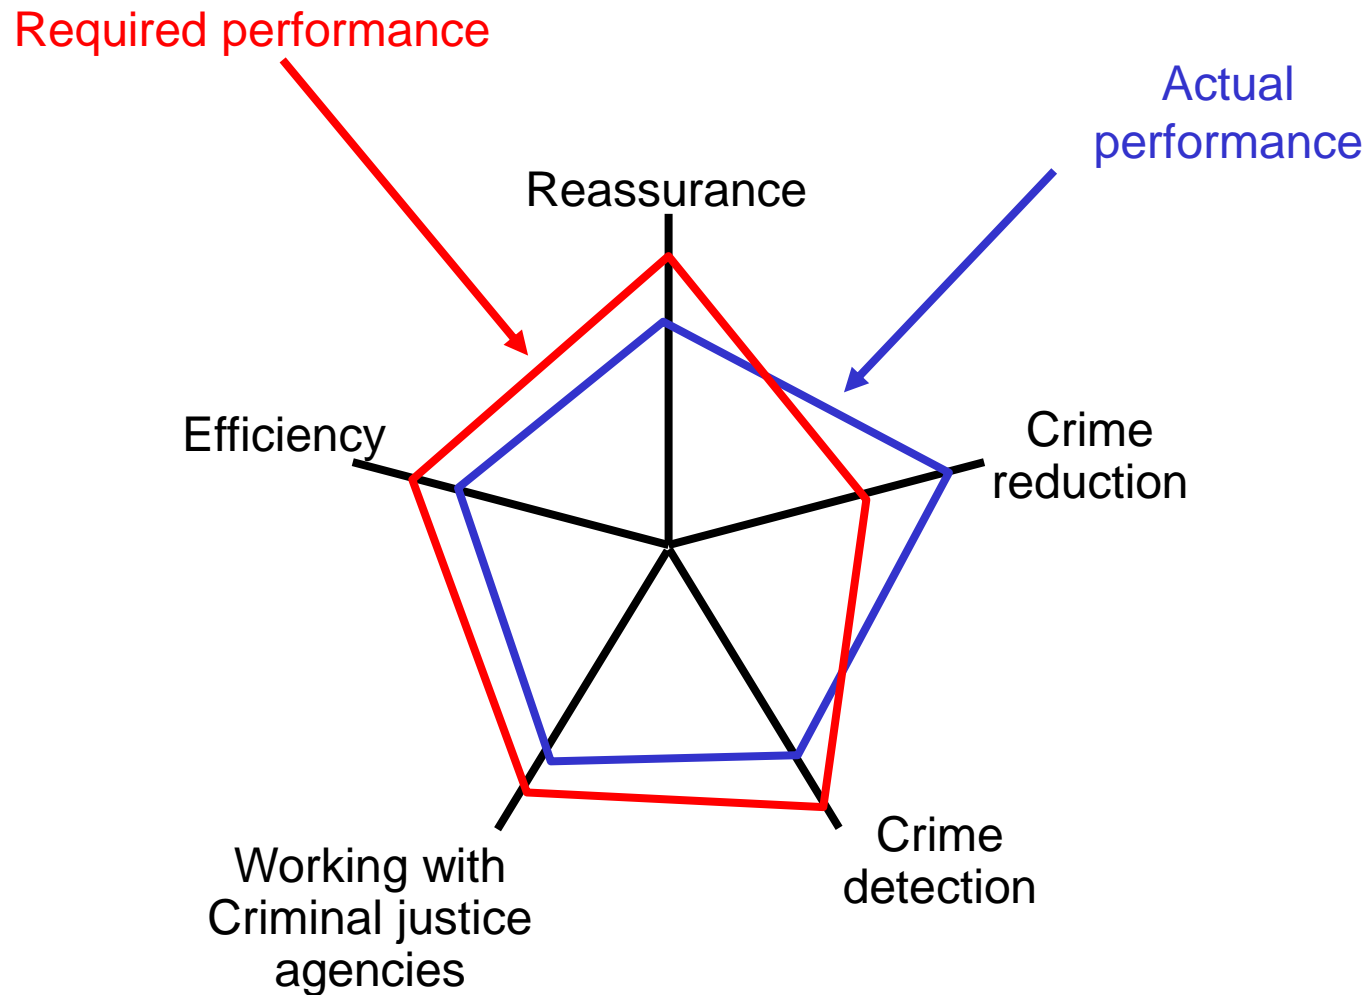 Required performance
Actual
performance
Reassurance
Efficiency
Crime
reduction
Crime
detection
Working with
Criminal justice
agencies